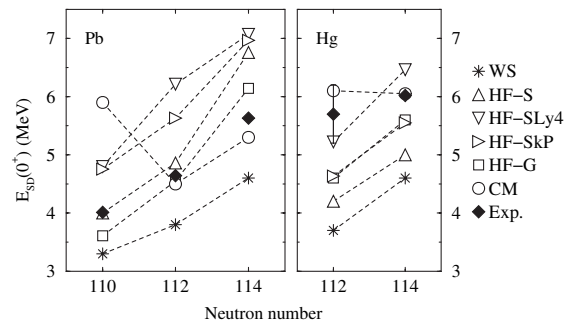 Pb
Hg
7
6
5
4
3
E_SD(0^+) (MeV)
110 112 114
112 114
7
6
5
4
3
Neutron number
WS
HF-S
HF-SLy4
HF-SkP
HF-G
CM
Exp.